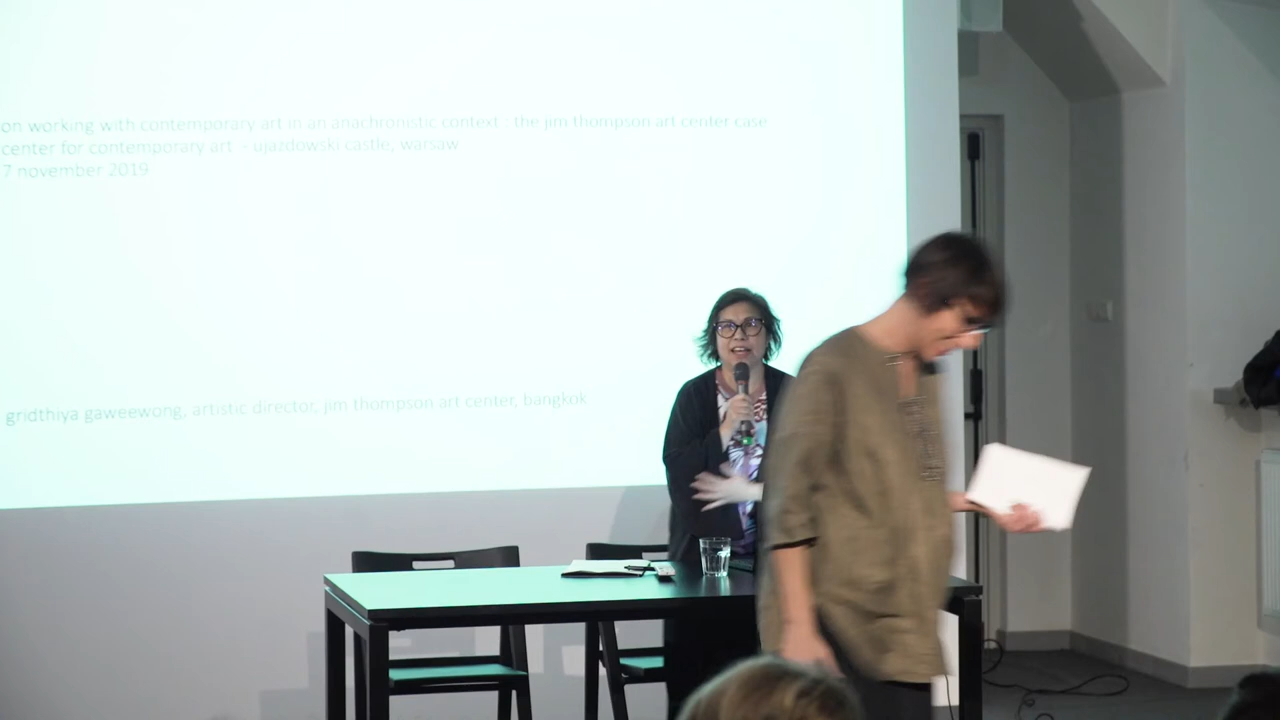 on working with contemporary art in an anachronistic context : the jim thompson art center case
center for contemporary art - ujazdowski castle, warsaw
7 november 2019
gridthiya gaweewong, artistic director, jim thompson art center, bangkok